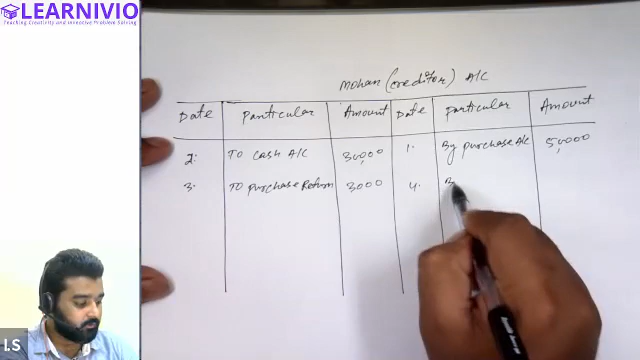 LEARNIVIO
Teaching Creativity and Inventive Problem Solving
Mohan (creditor) A/C
Date Particular Amount Date Particular Amount
2. To Cash A/C 30,000 1. By purchase A/C 50,000
3. To purchase Return 3000 4. B
I.S